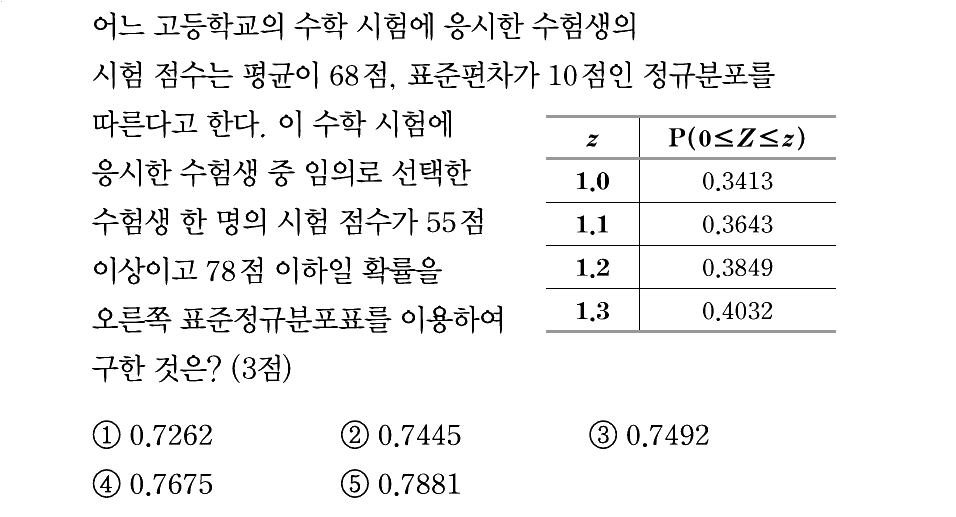 어느 고등학교의 수학 시험에 응시한 수험생의
시험 점수는 평균이 68점, 표준편차가 10점인 정규분포를
따른다고 한다. 이 수학 시험에
응시한 수험생 중 임의로 선택한
수험생 한 명의 시험 점수가 55점
이상이고 78점 이하일 확률을
오른쪽 표준정규분포표를 이용하여
구한 것은? (3점)
z P(0≤Z≤z)
1.0 0.3413
1.1 0.3643
1.2 0.3849
1.3 0.4032
① 0.7262 ② 0.7445 ③ 0.7492
④ 0.7675 ⑤ 0.7881